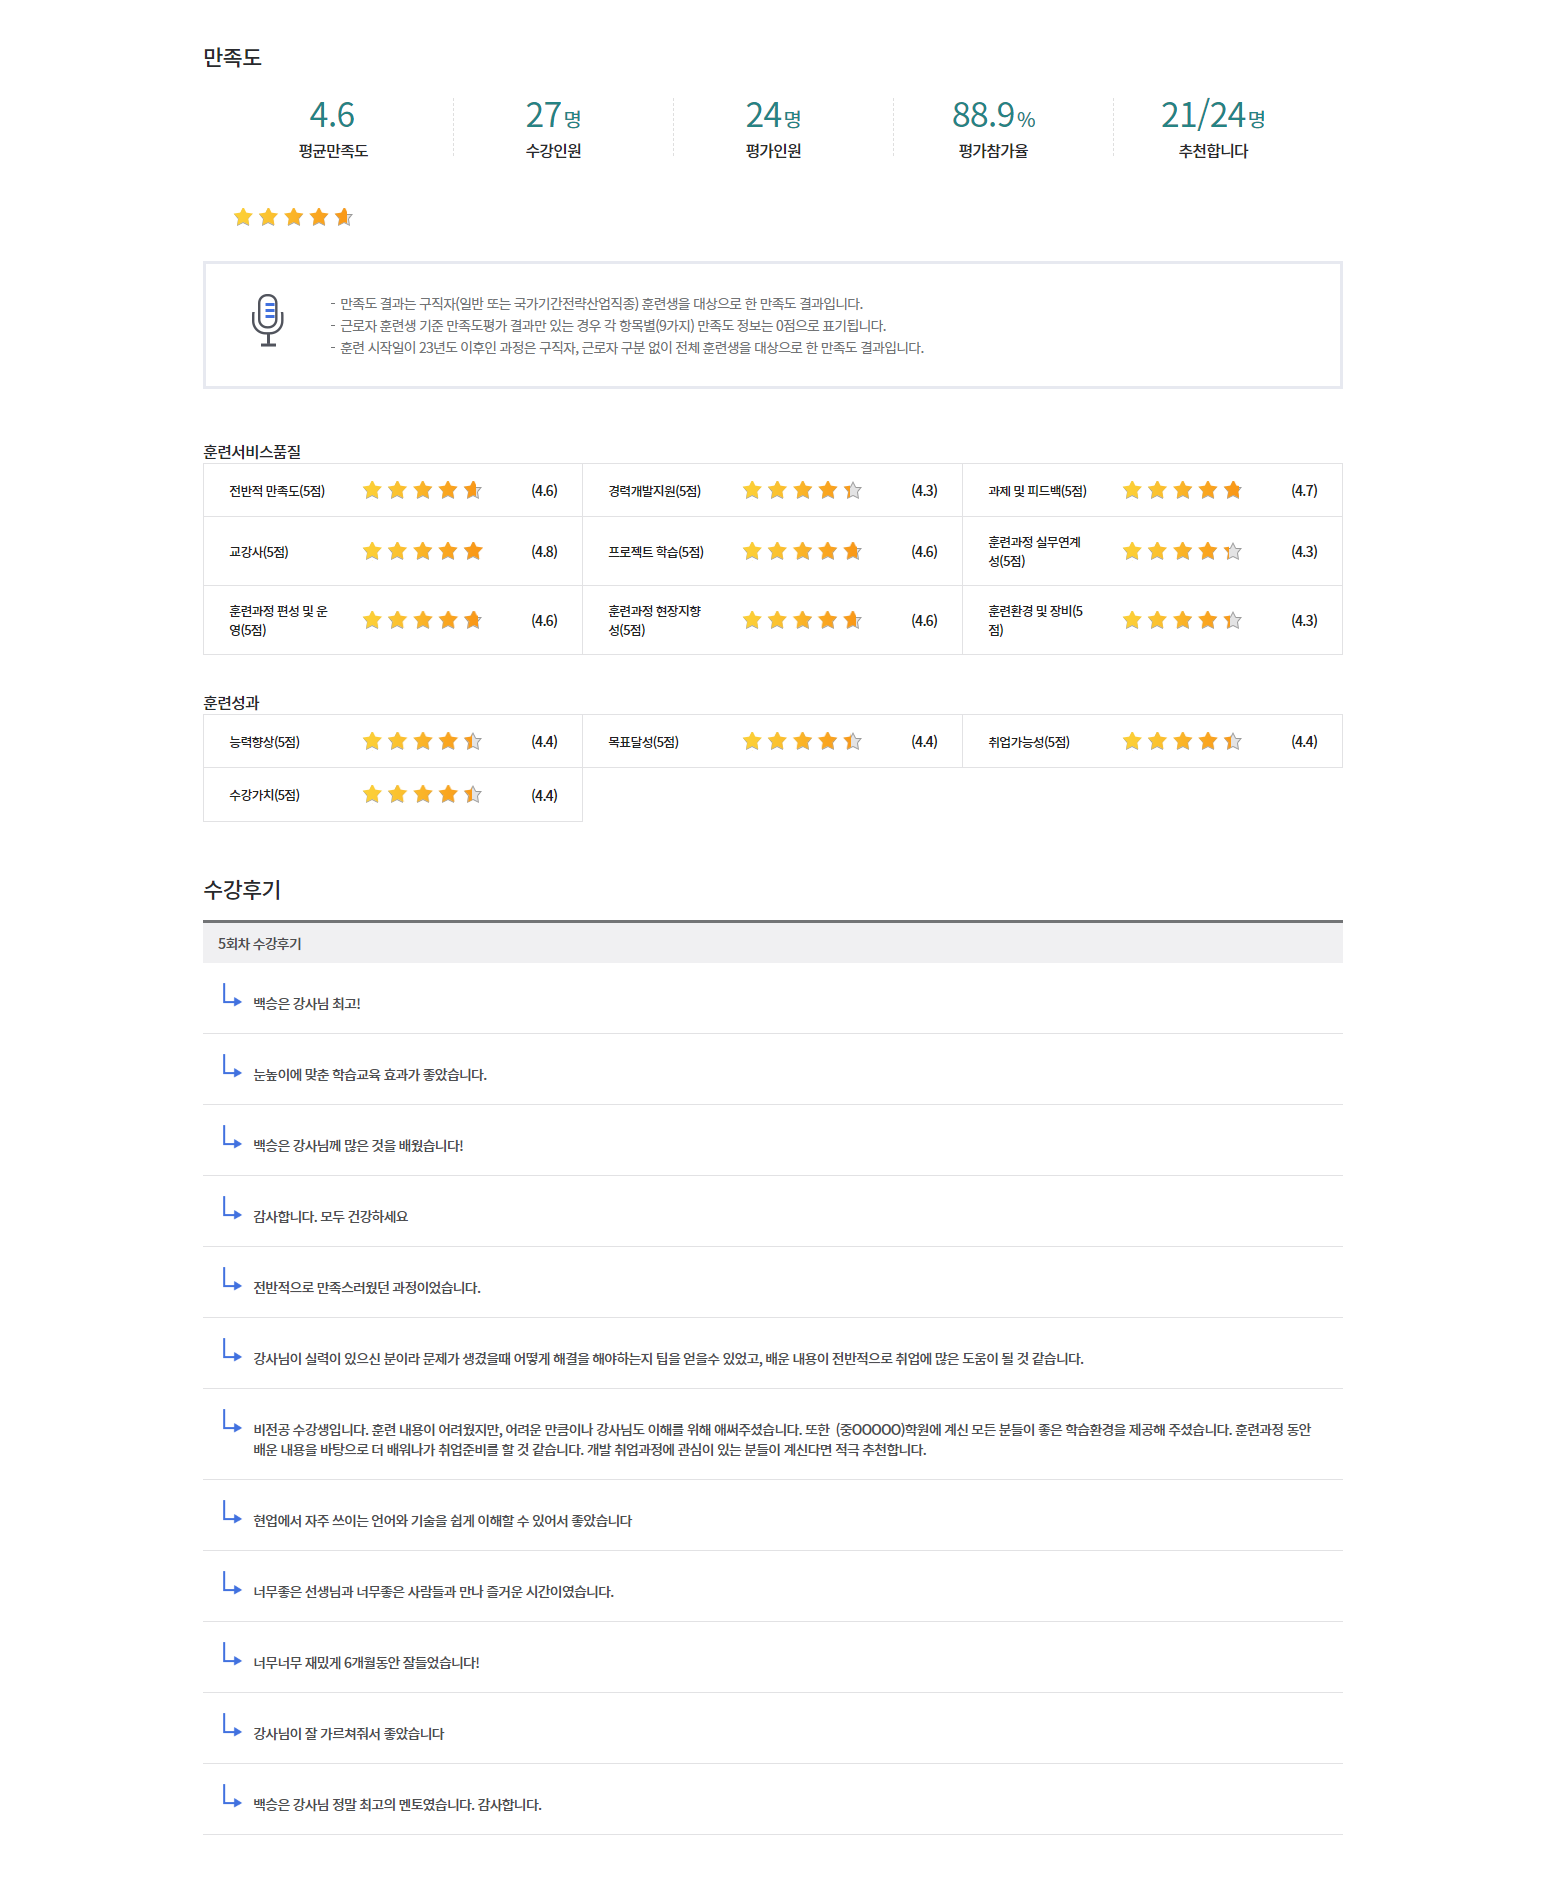 만족도
4.6
27명
24명
88.9%
21/24명
평균만족도
수강인원
평가인원
평가참가율
추천합니다
- 만족도 결과는 구직자(일반 또는 국가기간전략산업직종) 훈련생을 대상으로 한 만족도 결과입니다.
- 근로자 훈련생 기준 만족도평가 결과만 있는 경우 각 항목별(9가지) 만족도 정보는 0점으로 표기됩니다.
- 훈련 시작일이 23년도 이후인 과정은 구직자, 근로자 구분 없이 전체 훈련생을 대상으로 한 만족도 결과입니다.
훈련서비스품질
전반적 만족도(5점) (4.6)
경력개발지원(5점) (4.3)
과제 및 피드백(5점) (4.7)
교강사(5점) (4.8)
프로젝트 학습(5점) (4.6)
훈련과정 실무연계
성(5점) (4.3)
훈련과정 편성 및 운
영(5점) (4.6)
훈련과정 현장지향
성(5점) (4.6)
훈련환경 및 장비(5
점) (4.3)
훈련성과
능력향상(5점) (4.4)
목표달성(5점) (4.4)
취업가능성(5점) (4.4)
수강가치(5점) (4.4)
수강후기
5회차 수강후기
백승은 강사님 최고!
눈높이에 맞춘 학습교육 효과가 좋았습니다.
백승은 강사님께 많은 것을 배웠습니다!
감사합니다. 모두 건강하세요
전반적으로 만족스러웠던 과정이었습니다.
강사님이 실력이 있으신 분이라 문제가 생겼을때 어떻게 해결을 해야하는지 팁을 얻을수 있었고, 배운 내용이 전반적으로 취업에 많은 도움이 될 것 같습니다.
비전공 수강생입니다. 훈련 내용이 어려웠지만, 어려운 만큼이나 강사님도 이해를 위해 애써주셨습니다. 또한 (중OOOOO)학원에 계신 모든 분들이 좋은 학습환경을 제공해 주셨습니다. 훈련과정 동안
배운 내용을 바탕으로 더 배워나가 취업준비를 할 것 같습니다. 개발 취업과정에 관심이 있는 분들이 계신다면 적극 추천합니다.
현업에서 자주 쓰이는 언어와 기술을 쉽게 이해할 수 있어서 좋았습니다
너무좋은 선생님과 너무좋은 사람들과 만나 즐거운 시간이였습니다.
너무너무 재밌게 6개월동안 잘들었습니다!
강사님이 잘 가르쳐줘서 좋았습니다
백승은 강사님 정말 최고의 멘토였습니다. 감사합니다.